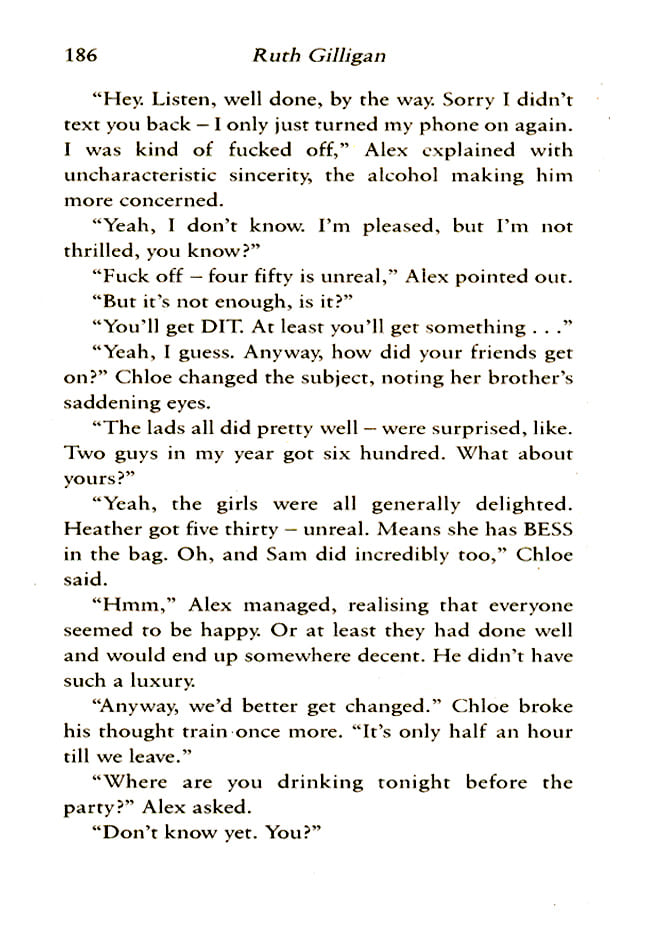 186 Ruth Gilligan
“Hey. Listen, well done, by the way. Sorry I didn’t
text you back – I only just turned my phone on again.
I was kind of fucked off,” Alex explained with
uncharacteristic sincerity, the alcohol making him
more concerned.
“Yeah, I don’t know. I’m pleased, but I’m not
thrilled, you know?”
“Fuck off – four fifty is unreal,” Alex pointed out.
“But it’s not enough, is it?”
“You’ll get DIT. At least you’ll get something . . .”
“Yeah, I guess. Anyway, how did your friends get
on?” Chloe changed the subject, noting her brother’s
saddening eyes.
“The lads all did pretty well – were surprised, like.
Two guys in my year got six hundred. What about
yours?”
“Yeah, the girls were all generally delighted.
Heather got five thirty – unreal. Means she has BESS
in the bag. Oh, and Sam did incredibly too,” Chloe
said.
“Hmm,” Alex managed, realising that everyone
seemed to be happy. Or at least they had done well
and would end up somewhere decent. He didn’t have
such a luxury.
“Anyway, we’d better get changed.” Chloe broke
his thought train once more. “It’s only half an hour
till we leave.”
“Where are you drinking tonight before the
party?” Alex asked.
“Don’t know yet. You?”